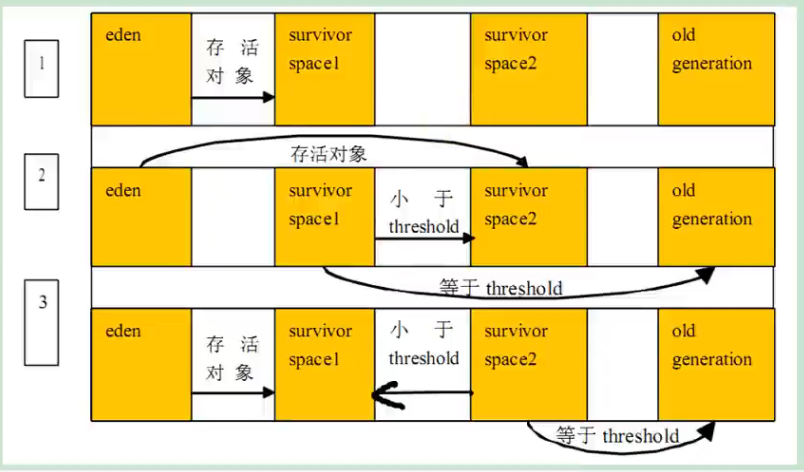 1
eden
存 活
对 象
survivor
space1
survivor
space2
old
generation
存活对象
2
eden
survivor
space1
小 于
threshold
survivor
space2
old
generation
等于 threshold
3
eden
存 活
对 象
survivor
space1
小 于
threshold
survivor
space2
old
generation
等于 threshold